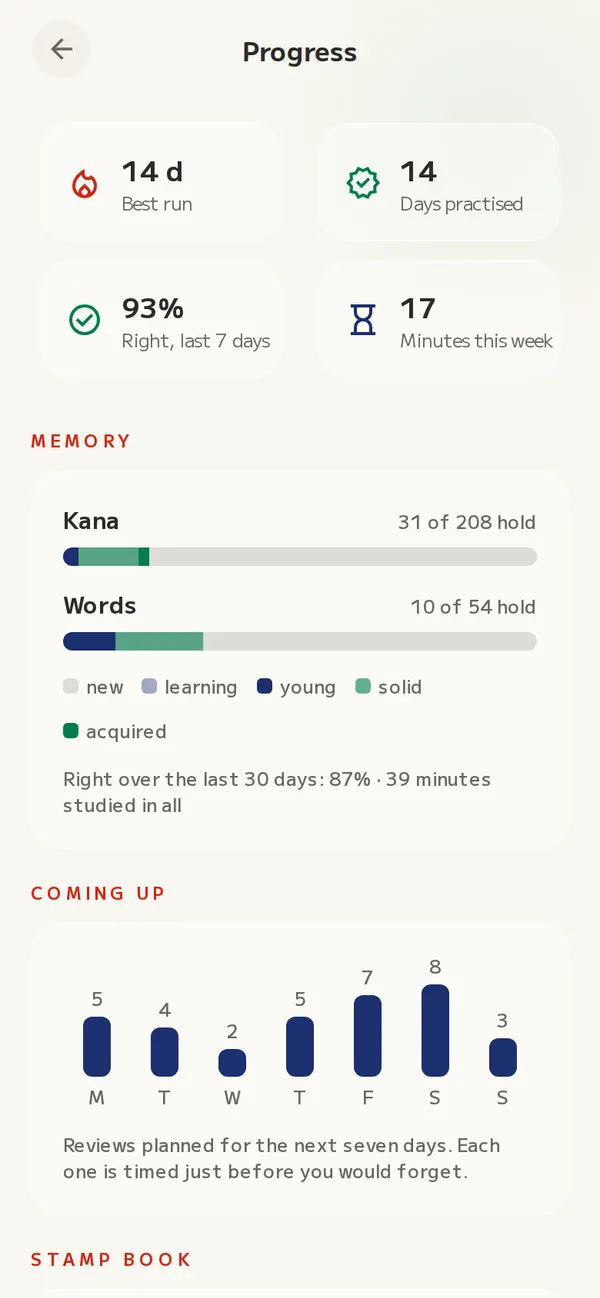 Progress
14 d
Best run
14
Days practised
93%
Right, last 7 days
17
Minutes this week
MEMORY
Kana
31 of 208 hold
Words
10 of 54 hold
new
learning
young
solid
acquired
Right over the last 30 days: 87% · 39 minutes
studied in all
COMING UP
5
4
2
5
7
8
3
M
T
W
T
F
S
S
Reviews planned for the next seven days. Each
one is timed just before you would forget.
STAMP BOOK